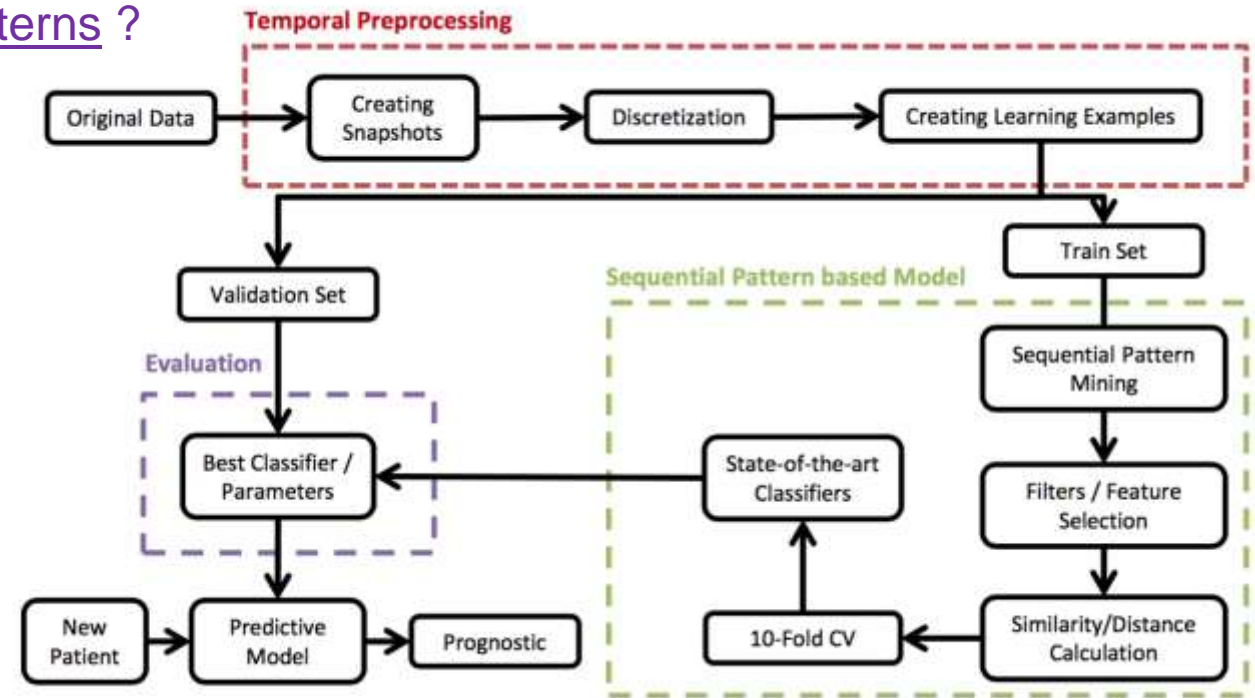 terns ?
Temporal Preprocessing
Original Data
Creating
Snapshots
Discretization
Creating Learning Examples
Train Set
Validation Set
Sequential Pattern based Model
Sequential Pattern
Mining
Evaluation
Best Classifier /
Parameters
State-of-the-art
Classifiers
Filters / Feature
Selection
New
Patient
Predictive
Model
Prognostic
10-Fold CV
Similarity/Distance
Calculation